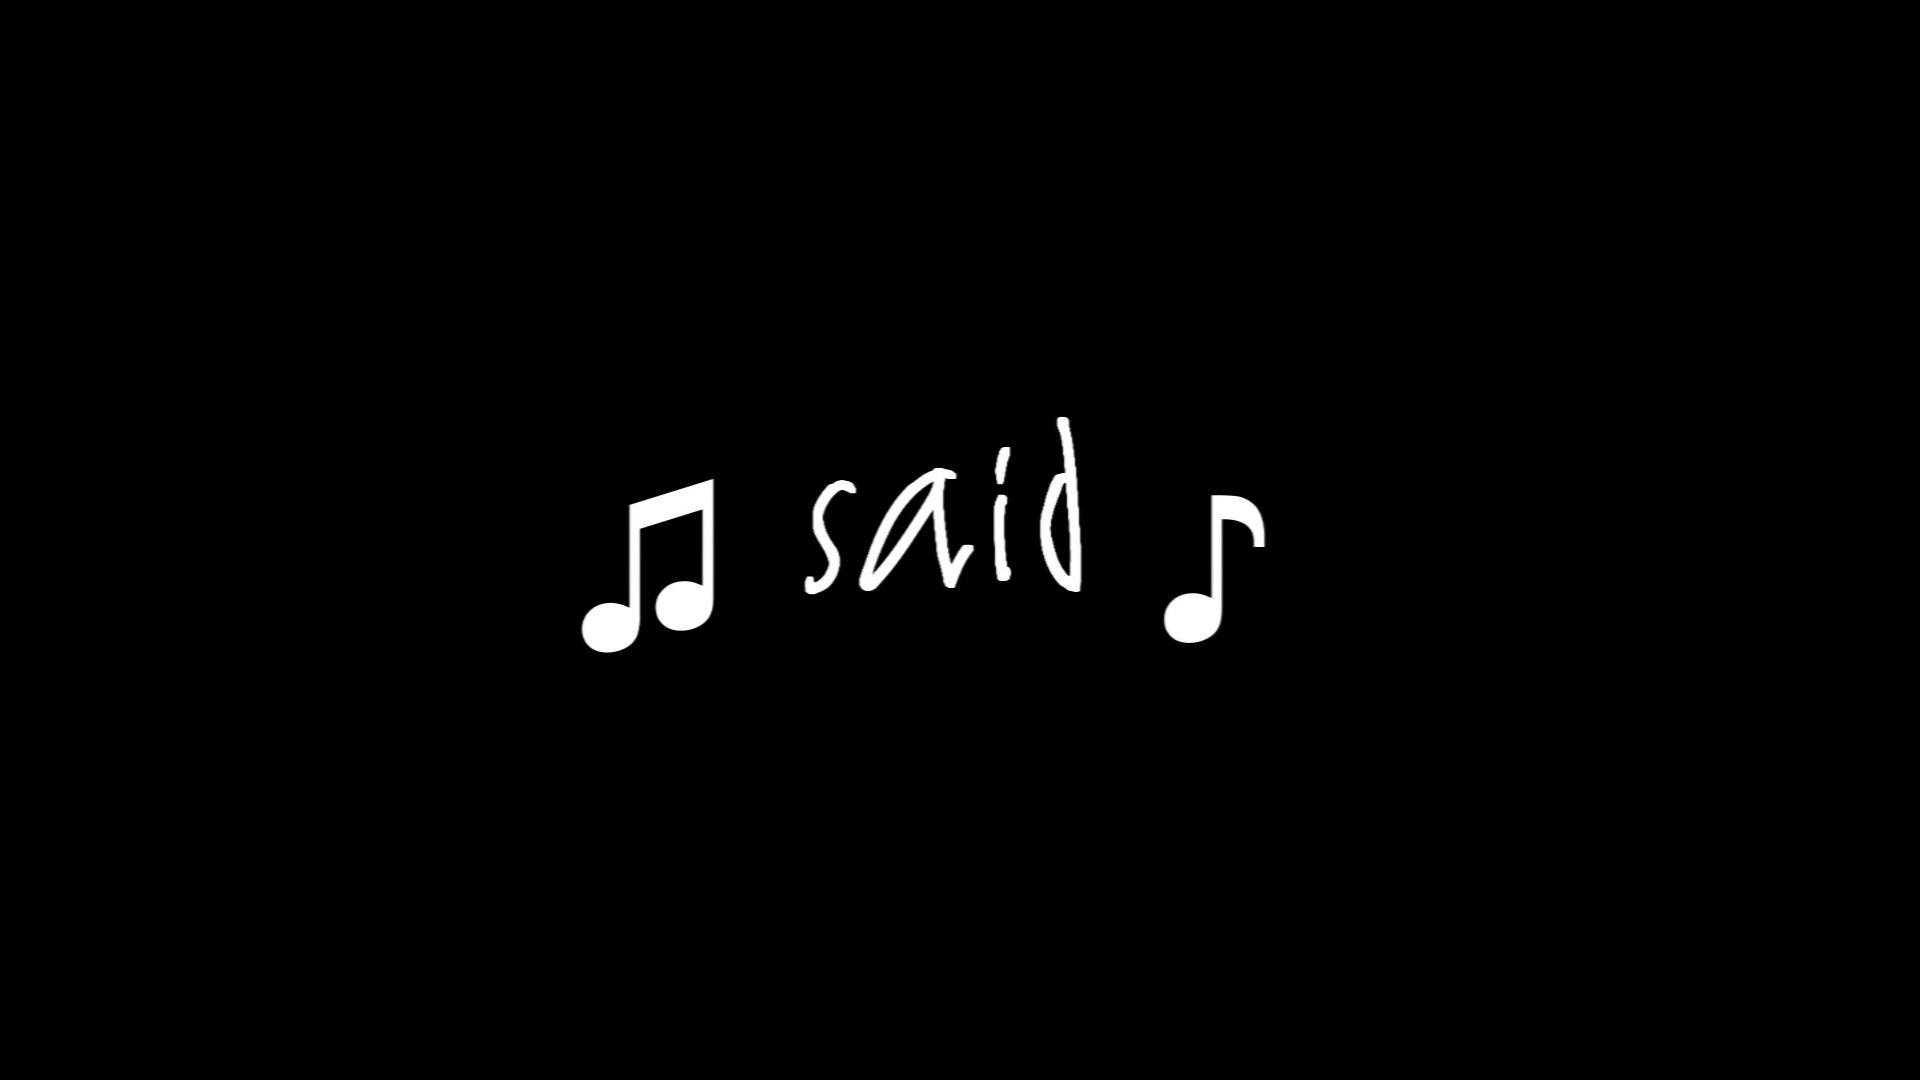 ♫ said ♪